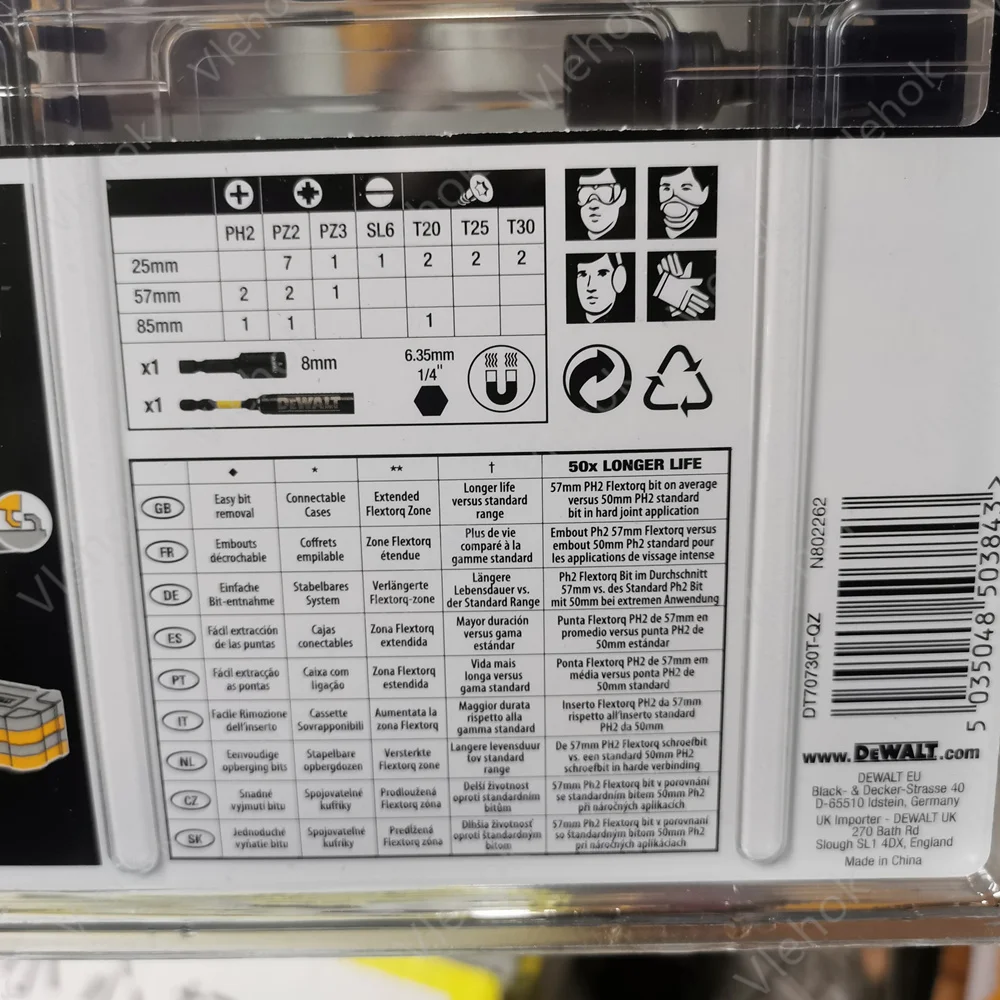 PH2 PZ2 PZ3 SL6 T20 T25 T30
25mm 7 1 1 2 2 2
57mm 2 2 1
85mm 1 1 1
x1 8mm
x1 DEWALT
6.35mm
1/4"
◆ * ** † 50x LONGER LIFE
GB
Easy bit
removal
Connectable
Cases
Extended
Flextorq Zone
Longer life
versus standard
range
57mm PH2 Flextorq bit on average
versus 50mm PH2 standard
bit in hard joint application
FR
Embouts
décrochable
Coffrets
empilable
Zone Flextorq
étendue
Plus de vie
comparé à la
gamme standard
Embout Ph2 57mm Flextorq versus
embout 50mm Ph2 standard pour
les applications de vissage intense
DE
Einfache
Bit-entnahme
Stabelbares
System
Verlängerte
Flextorq-zone
Längere
Lebensdauer vs.
der Standard Range
Ph2 Flextorq Bit im Durchschnitt
57mm vs. des Standard Ph2 Bit
mit 50mm bei extremen Anwendung
ES
Fácil extracción
de las puntas
Cajas
conectables
Zona Flextorq
extendida
Mayor duración
versus gama
estándar
Punta Flextorq PH2 de 57mm en
promedio versus punta PH2 de
50mm estándar
PT
Fácil extracção
as pontas
Caixa com
ligação
Zona Flextorq
estendida
Vida mais
longa versus
gama standard
Ponta Flextorq PH2 de 57mm em
média versus ponta PH2 de
50mm standard
IT
Facile Rimozione
dell'inserto
Cassette
Sovrapponibili
Aumentata la
zona Flextorq
Maggior durata
rispetto alla
gamma standard
Inserto Flextorq PH2 da 57mm
rispetto all'inserto standard
PH2 da 50mm
NL
Eenvoudige
opberging bits
Stapelbare
opbergdozen
Versterkte
Flextorq zone
Langere levensduur
tov standard
range
De 57mm PH2 Flextorq schroefbit
vs. een standard 50mm PH2
schroefbit in harde verbinding
CZ
Snadné
vyjmutí bitu
Spojovatelné
kufříky
Prodloužená
Flextorq zóna
Delší životnost
oproti standardním
bitům
57mm Ph2 Flextorq bit v porovnání
se standardním bitem 50mm Ph2
při náročných aplikacích
SK
Jednoduché
vyňatie bitu
Spojovateľné
kufríky
Predĺžená
Flextorq zóna
Dlhšia životnosť
oproti štandardným
bitom
57mm Ph2 Flextorq bit v porovnaní
so štandardným bitom 50mm Ph2
pri náročných aplikáciach
N802262
DT70730T-QZ
5 035048 503843 >
www.DEWALT.com
DEWALT EU
Black- & Decker-Strasse 40
D-65510 Idstein, Germany
UK Importer - DEWALT UK
270 Bath Rd
Slough SL1 4DX, England
Made in China
Vlehok